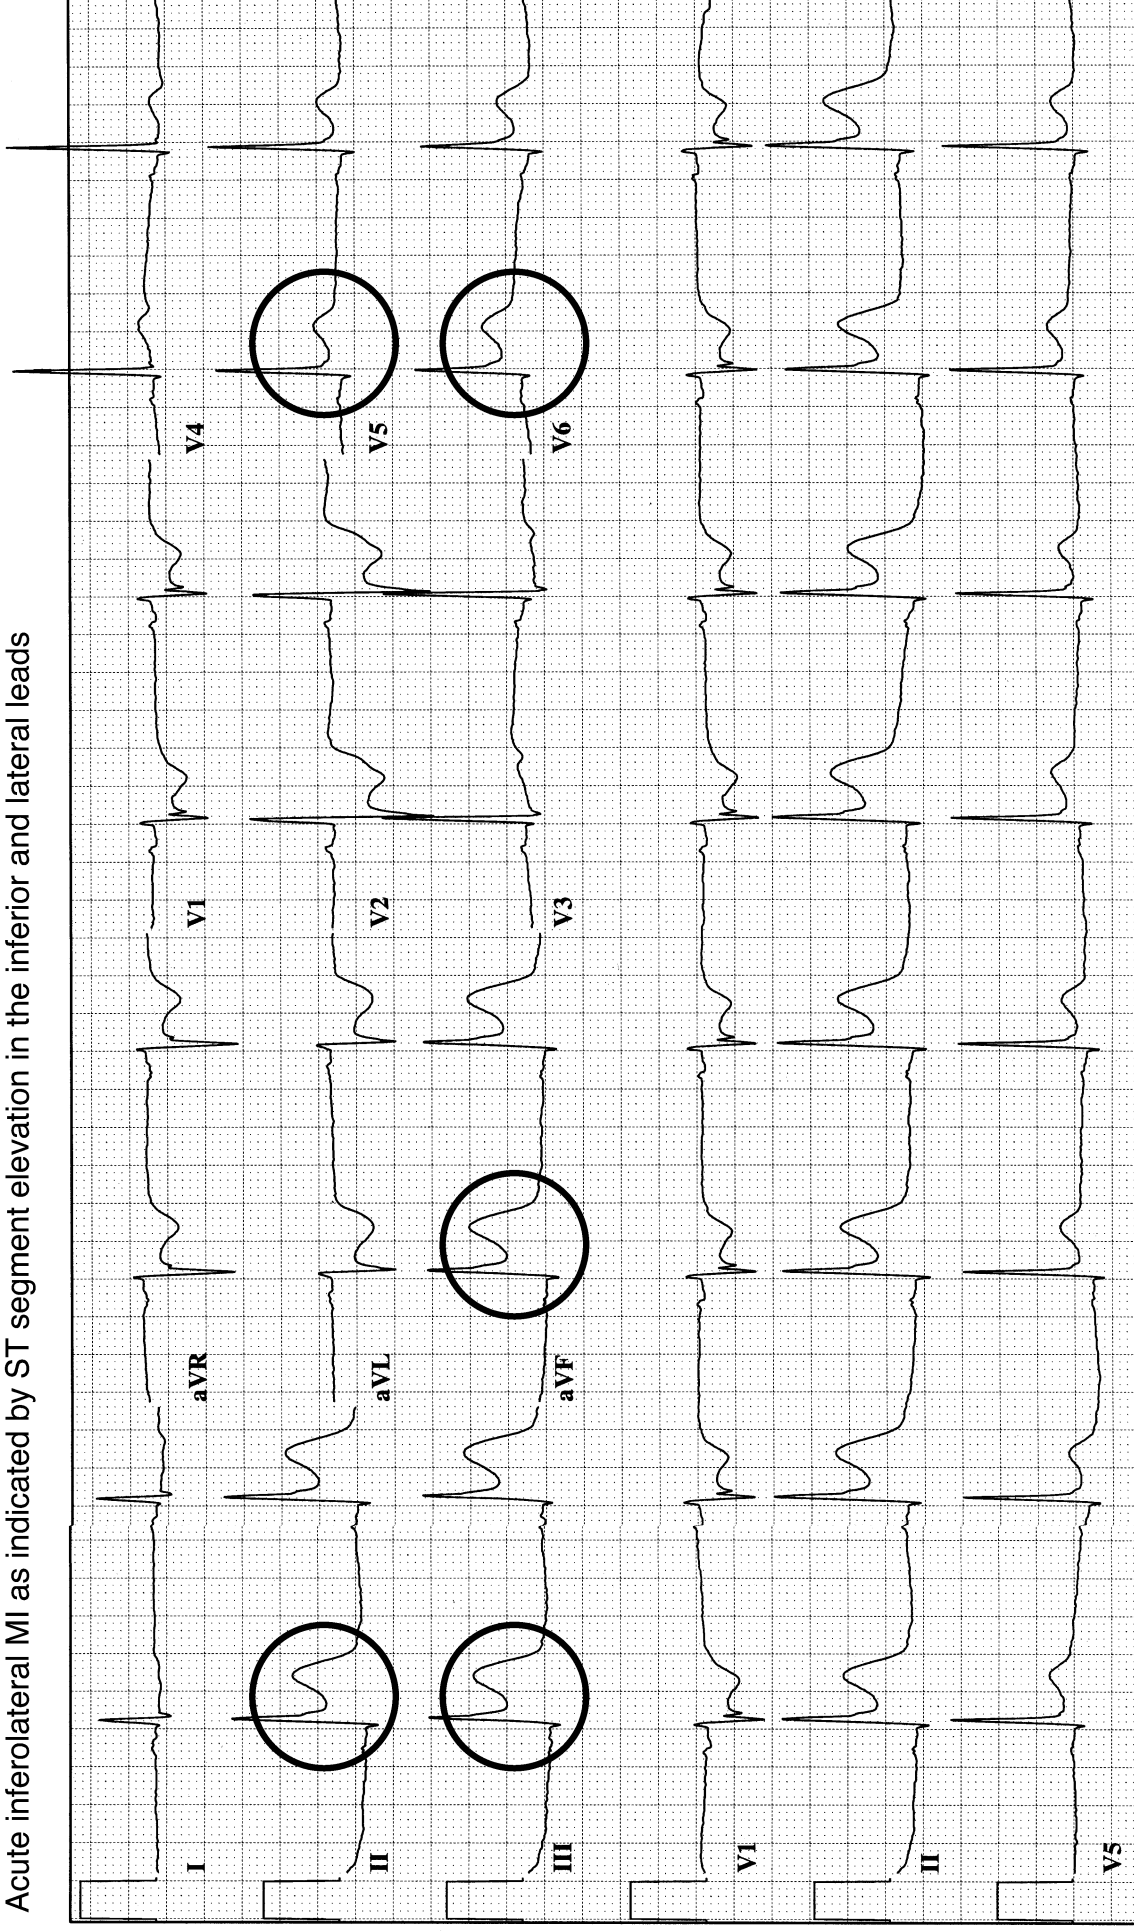 Acute inferolateral MI as indicated by ST segment elevation in the inferior and lateral leads
I
aVR
V1
V4
II
aVL
V2
V5
III
aVF
V3
V6
V1
II
V5